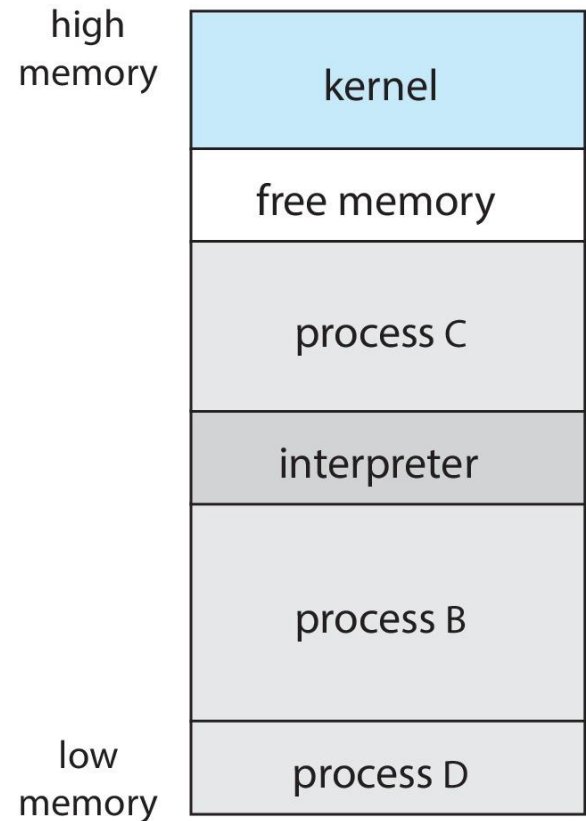 high
memory
kernel
free memory
process C
interpreter
process B
low
memory
process D